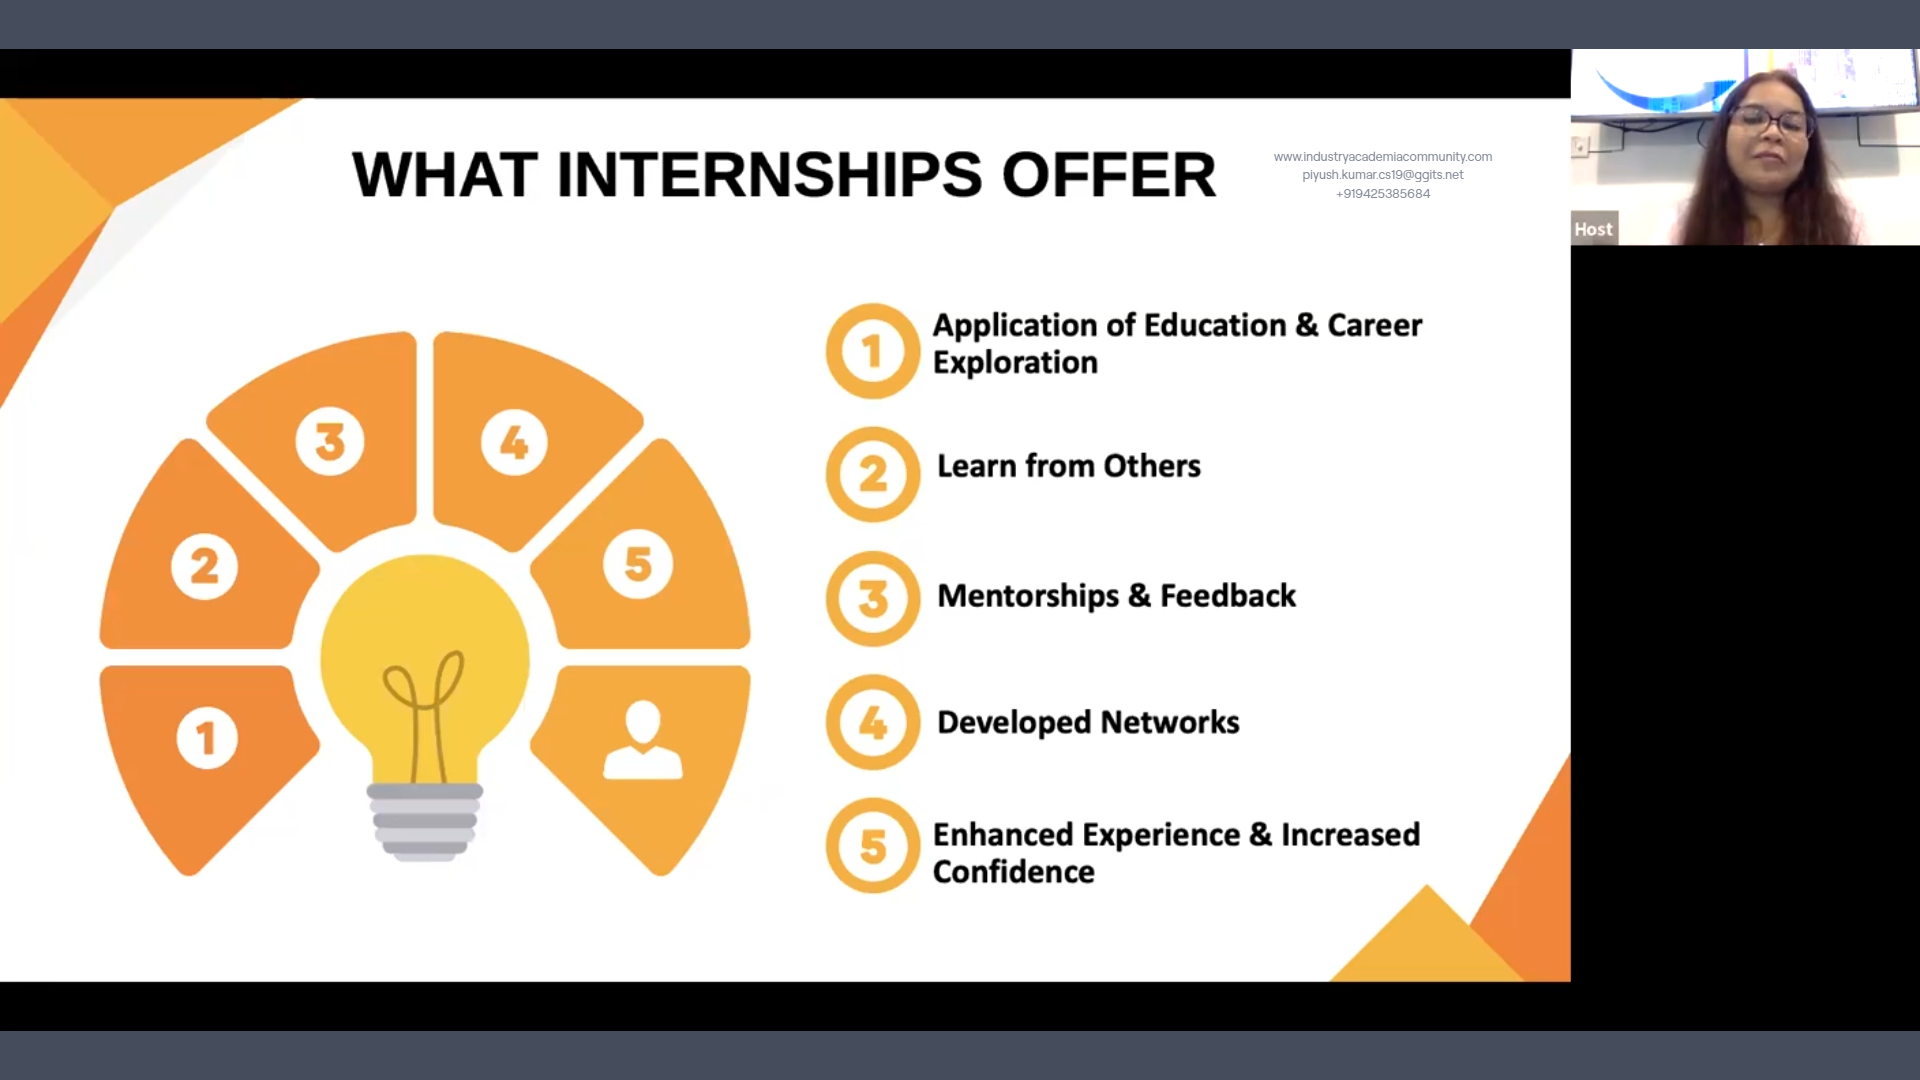 WHAT INTERNSHIPS OFFER
www.industryacademiacommunity.com
piyush.kumar.cs19@ggits.net
+919425385684
Host
3
4
2
5
1
1
Application of Education & Career
Exploration
2
Learn from Others
3
Mentorships & Feedback
4
Developed Networks
5
Enhanced Experience & Increased
Confidence